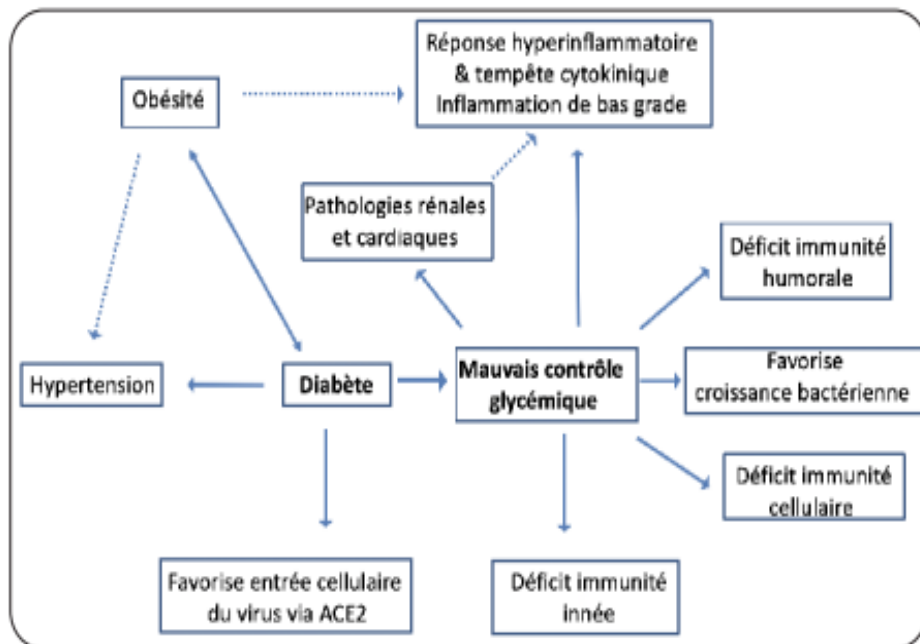 Réponse hyperinflammatoire
& tempête cytokinique
Inflammation de bas grade
Obésité
Pathologies rénales
et cardiaques
Déficit immunité
humorale
Hypertension
Diabète
Mauvais contrôle
glycémique
Favorise
croissance bactérienne
Déficit immunité
cellulaire
Favorise entrée cellulaire
du virus via ACE2
Déficit immunité
innée